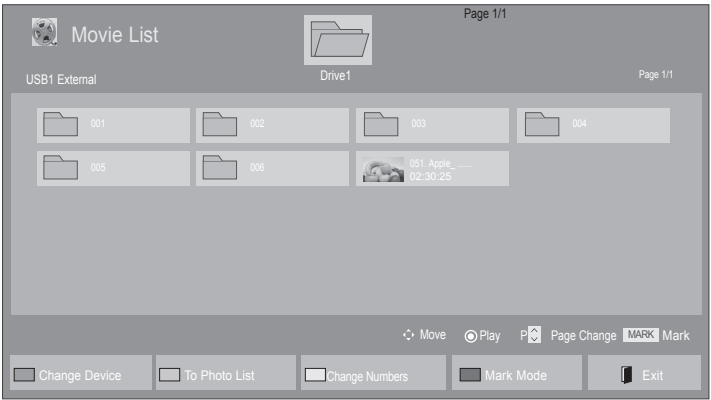 Page 1/1
Movie List
Drive1
USB1 External
Page 1/1
001 002 003 004
005 006 051. Apple_ ......
02:30:25
Move Play P Page Change MARK Mark
Change Device To Photo List Change Numbers Mark Mode Exit